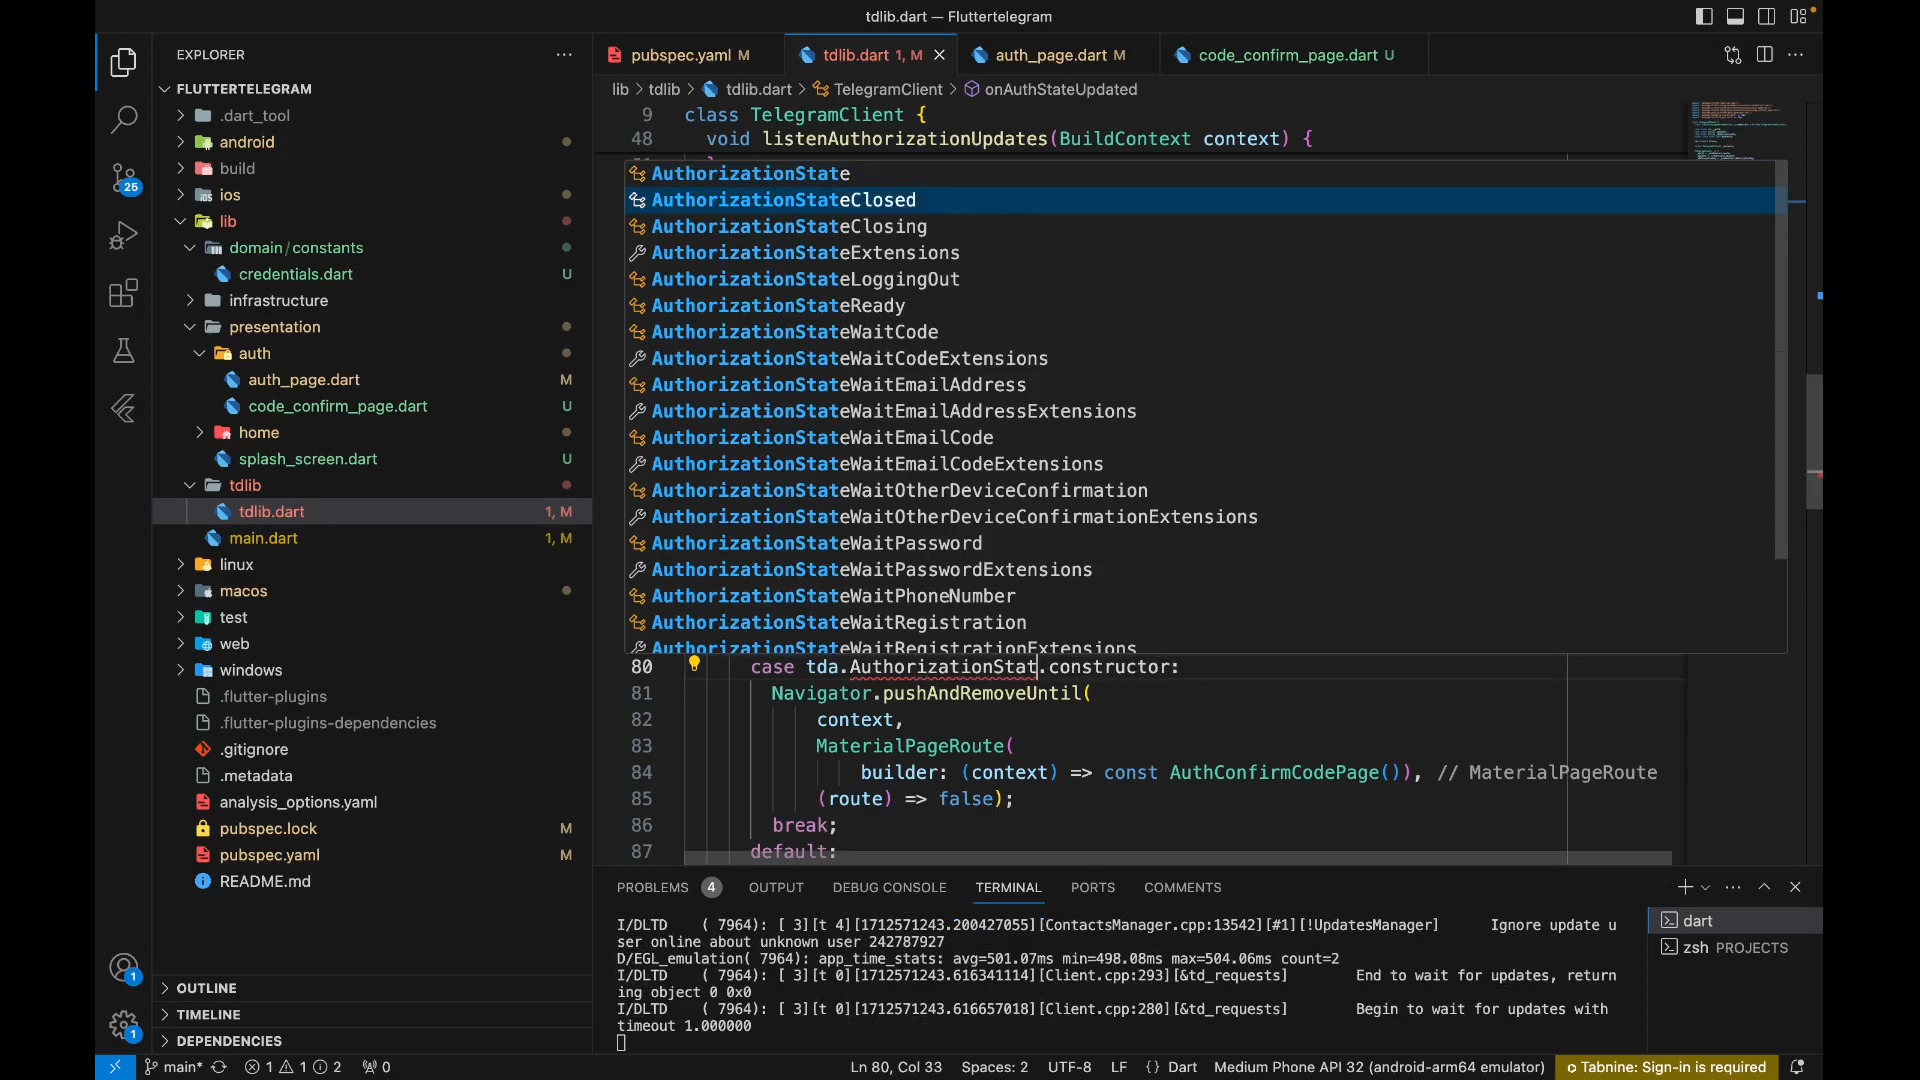 tdlib.dart — Fluttertelegram
EXPLORER
FLUTTERTELEGRAM
.dart_tool
android
build
ios
lib
domain/constants
credentials.dart U
infrastructure
presentation
auth
auth_page.dart M
code_confirm_page.dart U
home
splash_screen.dart U
tdlib
tdlib.dart 1, M
main.dart 1, M
linux
macos
test
web
windows
.flutter-plugins
.flutter-plugins-dependencies
.gitignore
.metadata
analysis_options.yaml
pubspec.lock M
pubspec.yaml M
README.md
OUTLINE
TIMELINE
DEPENDENCIES
25
1
1
pubspec.yaml M
tdlib.dart 1, M
auth_page.dart M
code_confirm_page.dart U
lib > tdlib > tdlib.dart > TelegramClient > onAuthStateUpdated
9 class TelegramClient {
48 void listenAuthorizationUpdates(BuildContext context) {
AuthorizationState
AuthorizationStateClosed
AuthorizationStateClosing
AuthorizationStateExtensions
AuthorizationStateLoggingOut
AuthorizationStateReady
AuthorizationStateWaitCode
AuthorizationStateWaitCodeExtensions
AuthorizationStateWaitEmailAddress
AuthorizationStateWaitEmailAddressExtensions
AuthorizationStateWaitEmailCode
AuthorizationStateWaitEmailCodeExtensions
AuthorizationStateWaitOtherDeviceConfirmation
AuthorizationStateWaitOtherDeviceConfirmationExtensions
AuthorizationStateWaitPassword
AuthorizationStateWaitPasswordExtensions
AuthorizationStateWaitPhoneNumber
AuthorizationStateWaitRegistration
AuthorizationStateWaitRegistrationExtensions
80 case tda.AuthorizationStat.constructor:
81 Navigator.pushAndRemoveUntil(
82 context,
83 MaterialPageRoute(
84 builder: (context) => const AuthConfirmCodePage()), // MaterialPageRoute
85 (route) => false);
86 break;
87 default:
PROBLEMS 4 OUTPUT DEBUG CONSOLE TERMINAL PORTS COMMENTS
I/DLTD ( 7964): [ 3][t 4][1712571243.200427055][ContactsManager.cpp:13542][#1][!UpdatesManager] Ignore update u
ser online about unknown user 242787927
D/EGL_emulation( 7964): app_time_stats: avg=501.07ms min=498.08ms max=504.06ms count=2
I/DLTD ( 7964): [ 3][t 0][1712571243.616341114][Client.cpp:293][&td_requests] End to wait for updates, return
ing object 0 0x0
I/DLTD ( 7964): [ 3][t 0][1712571243.616657018][Client.cpp:280][&td_requests] Begin to wait for updates with
timeout 1.000000
dart
zsh PROJECTS
main* 1 1 2 0 Ln 80, Col 33 Spaces: 2 UTF-8 LF {} Dart Medium Phone API 32 (android-arm64 emulator) Tabnine: Sign-in is required